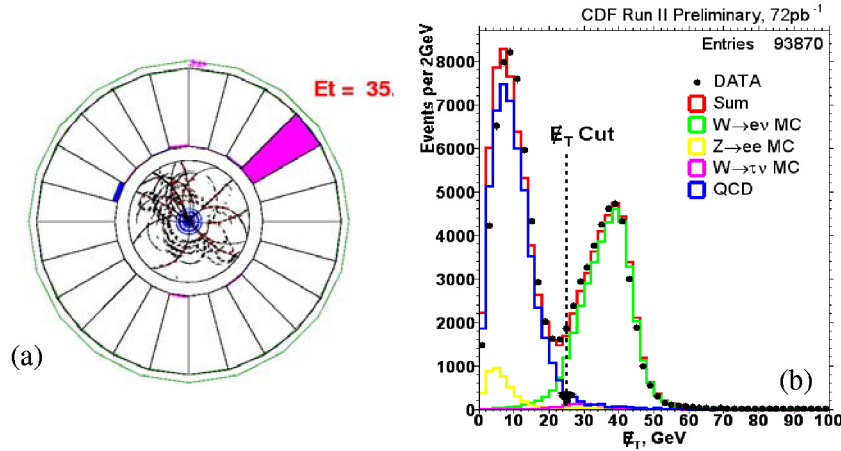 Et = 35.
(a)
CDF Run II Preliminary, 72pb⁻¹
Entries 93870
DATA
Sum
W→eν MC
Z→ee MC
W→τν MC
QCD
E̸T Cut
Events per 2GeV
8000
7000
6000
5000
4000
3000
2000
1000
0
(b)
0 10 20 30 40 50 60 70 80 90 100
E̸T, GeV